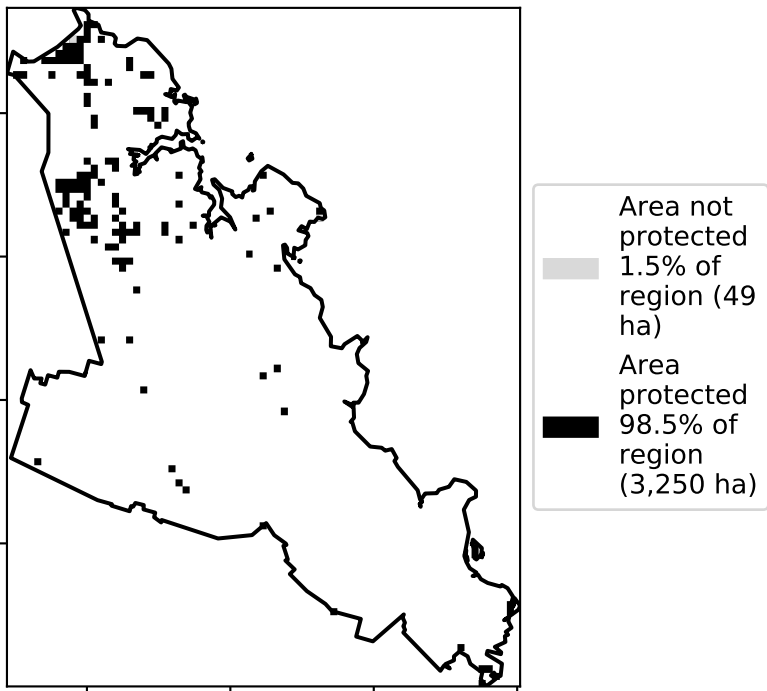 Area not
protected
1.5% of
region (49
ha)
Area
protected
98.5% of
region
(3,250 ha)